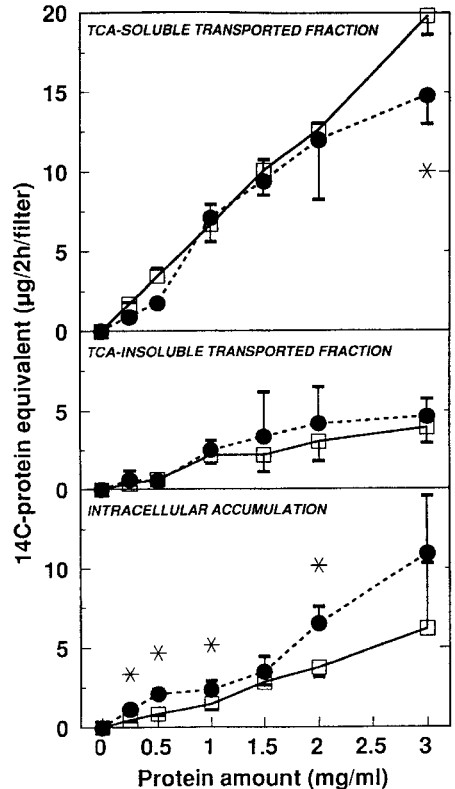 20
TCA-SOLUBLE TRANSPORTED FRACTION
15
10
5
0
TCA-INSOLUBLE TRANSPORTED FRACTION
5
0
INTRACELLULAR ACCUMULATION
10
5
0
14C-protein equivalent (µg/2h/filter)
0 0.5 1 1.5 2 3
Protein amount (mg/ml)